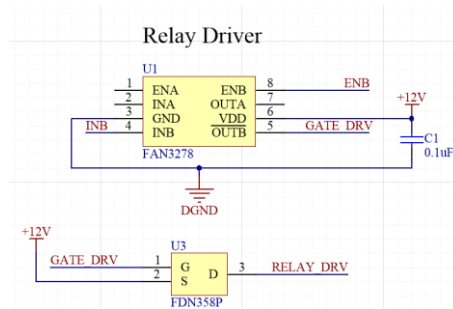 Relay Driver
U1
1 ENA ENB 8 ENB
2 INA OUTA 7
3 GND VDD 6 +12V
INB 4 INB OUTB 5 GATE_DRV
C1
0.1uF
FAN3278
DGND
+12V
U3
GATE_DRV 1 G D 3 RELAY_DRV
2 S
FDN358P